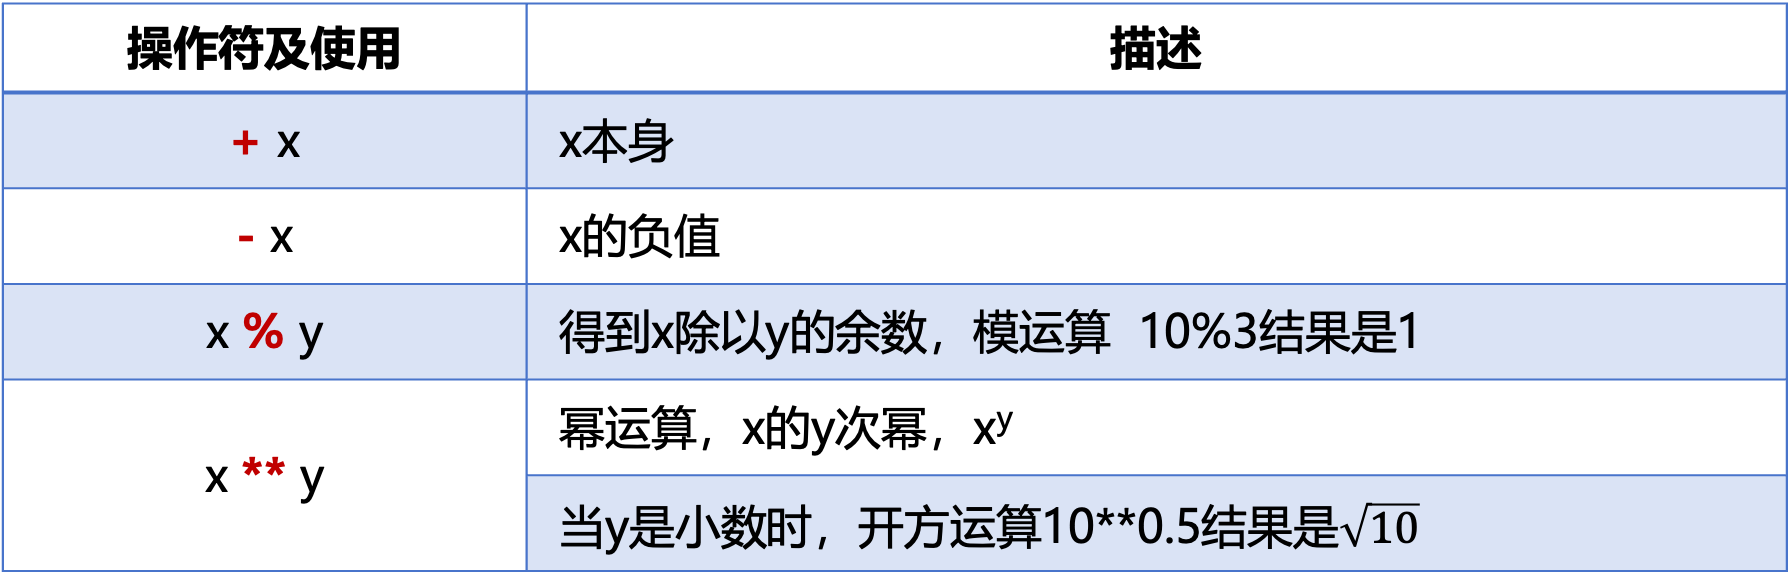 操作符及使用 描述
+ x x本身
- x x的负值
x % y 得到x除以y的余数，模运算 10%3结果是1
x ** y 幂运算，x的y次幂，xʸ
当y是小数时，开方运算10**0.5结果是√10